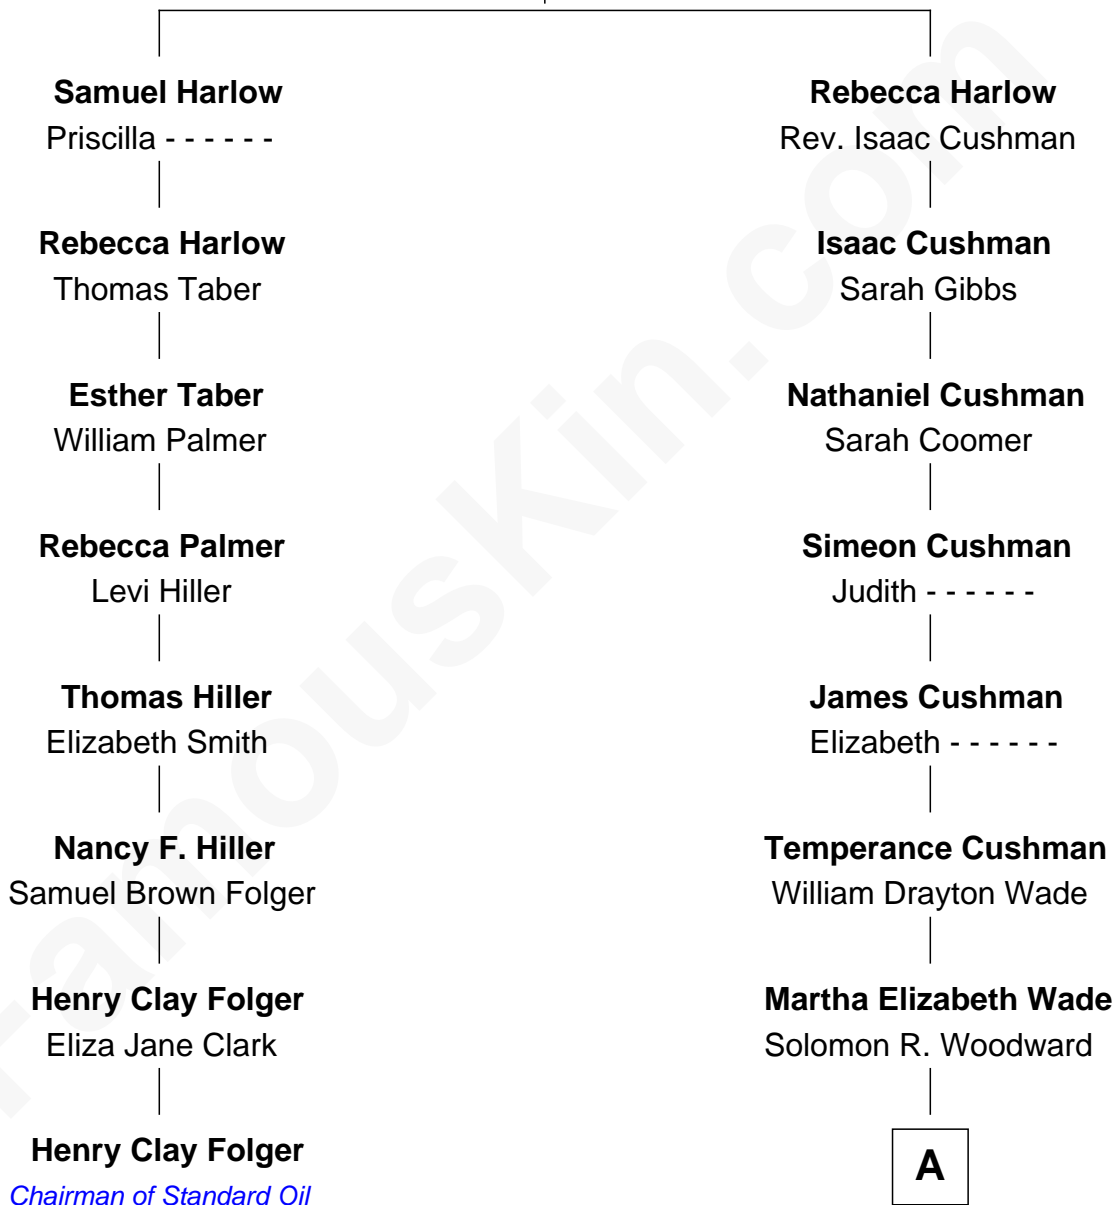 Samuel Harlow
Priscilla - - - - - -
Rebecca Harlow
Rev. Isaac Cushman
Rebecca Harlow
Thomas Taber
Isaac Cushman
Sarah Gibbs
Esther Taber
William Palmer
Nathaniel Cushman
Sarah Coomer
Rebecca Palmer
Levi Hiller
Simeon Cushman
Judith - - - - - -
Thomas Hiller
Elizabeth Smith
James Cushman
Elizabeth - - - - - -
Nancy F. Hiller
Samuel Brown Folger
Temperance Cushman
William Drayton Wade
Henry Clay Folger
Eliza Jane Clark
Martha Elizabeth Wade
Solomon R. Woodward
Henry Clay Folger
Chairman of Standard Oil
A
FamousKin.com